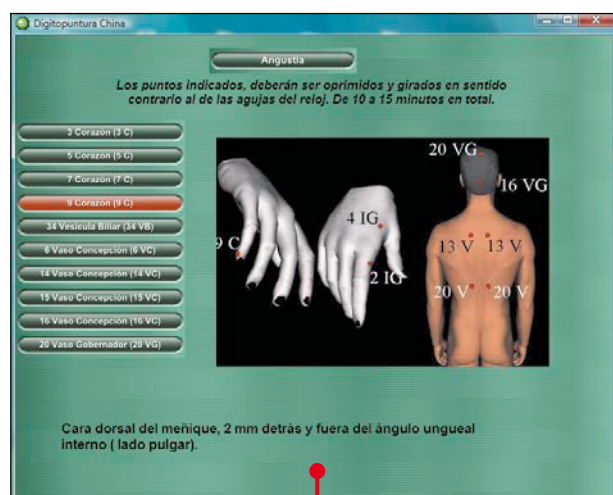 Digitopuntura China
Angustia
Los puntos indicados, deberán ser oprimidos y girados en sentido
contrario al de las agujas del reloj. De 10 a 15 minutos en total.
3 Corazón (3 C)
5 Corazón (5 C)
7 Corazón (7 C)
9 Corazón (9 C)
34 Vesícula Biliar (34 VB)
6 Vaso Concepción (6 VC)
14 Vaso Concepción (14 VC)
15 Vaso Concepción (15 VC)
16 Vaso Concepción (16 VC)
20 Vaso Gobernador (20 VG)
9 C
4 IG
2 IG
20 VG
16 VG
13 V 13 V
20 V 20 V
Cara dorsal del meñique, 2 mm detrás y fuera del ángulo ungueal
interno ( lado pulgar).